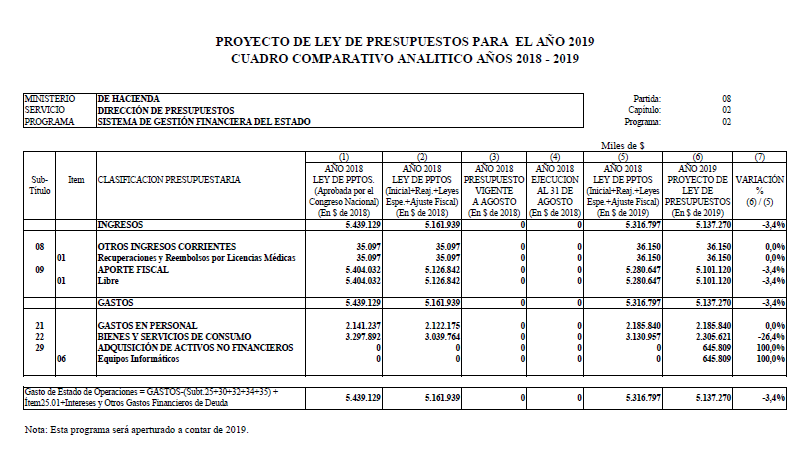 PROYECTO DE LEY DE PRESUPUESTOS PARA EL AÑO 2019
CUADRO COMPARATIVO ANALITICO AÑOS 2018 - 2019
MINISTERIO DE HACIENDA Partida: 08
SERVICIO DIRECCIÓN DE PRESUPUESTOS Capítulo: 02
PROGRAMA SISTEMA DE GESTIÓN FINANCIERA DEL ESTADO Programa: 02
Miles de $
(1) (2) (3) (4) (5) (6) (7)
AÑO 2018 AÑO 2018 AÑO 2018 AÑO 2018 AÑO 2018 AÑO 2019
Sub- Item CLASIFICACION PRESUPUESTARIA LEY DE PPTOS. LEY DE PPTOS PRESUPUESTO EJECUCIÓN LEY DE PPTOS PROYECTO DE VARIACIÓN
Título (Aprobada por el (Inicial+Reaj.+Leyes VIGENTE AL 31 DE (Inicial+Reaj.+Leyes LEY DE %
Congreso Nacional) Espe.+Ajuste Fiscal) A AGOSTO AGOSTO Espe.+Ajuste Fiscal) PRESUPUESTOS (6) / (5)
(En $ de 2018) (En $ de 2018) (En $ de 2018) (En $ de 2018) (En $ de 2019) (En $ de 2019)
INGRESOS 5.439.129 5.161.939 0 0 5.316.797 5.137.270 -3,4%
08 OTROS INGRESOS CORRIENTES 35.097 35.097 0 0 36.150 36.150 0,0%
01 Recuperaciones y Reembolsos por Licencias Médicas 35.097 35.097 0 0 36.150 36.150 0,0%
09 APORTE FISCAL 5.404.032 5.126.842 0 0 5.280.647 5.101.120 -3,4%
01 Libre 5.404.032 5.126.842 0 0 5.280.647 5.101.120 -3,4%
GASTOS 5.439.129 5.161.939 0 0 5.316.797 5.137.270 -3,4%
21 GASTOS EN PERSONAL 2.141.237 2.122.175 0 0 2.185.840 2.185.840 0,0%
22 BIENES Y SERVICIOS DE CONSUMO 3.297.892 3.039.764 0 0 3.130.957 2.305.621 -26,4%
29 ADQUISICIÓN DE ACTIVOS NO FINANCIEROS 0 0 0 0 0 645.809 100,0%
06 Equipos Informáticos 0 0 0 0 0 645.809 100,0%
Gasto de Estado de Operaciones = GASTOS-(Subt.25+30+32+34+35) +
Ítem25.01+Intereses y Otros Gastos Financieros de Deuda 5.439.129 5.161.939 0 0 5.316.797 5.137.270 -3,4%
Nota: Esta programa será aperturado a contar de 2019.